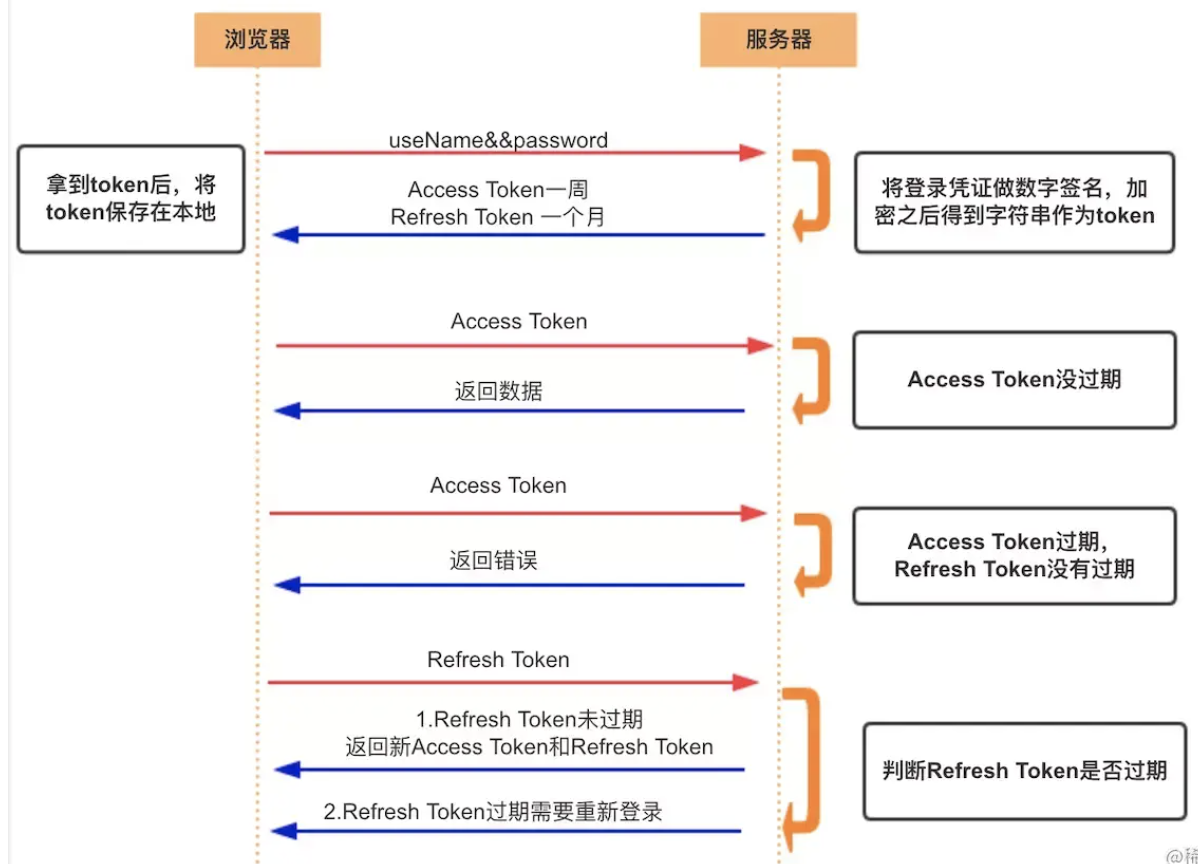 浏览器
服务器
useName&&password
拿到token后，将
token保存在本地
Access Token一周
Refresh Token 一个月
将登录凭证做数字签名，加
密之后得到字符串作为token
Access Token
返回数据
Access Token没过期
Access Token
返回错误
Access Token过期，
Refresh Token没有过期
Refresh Token
1.Refresh Token未过期
返回新Access Token和Refresh Token
2.Refresh Token过期需要重新登录
判断Refresh Token是否过期
@稀